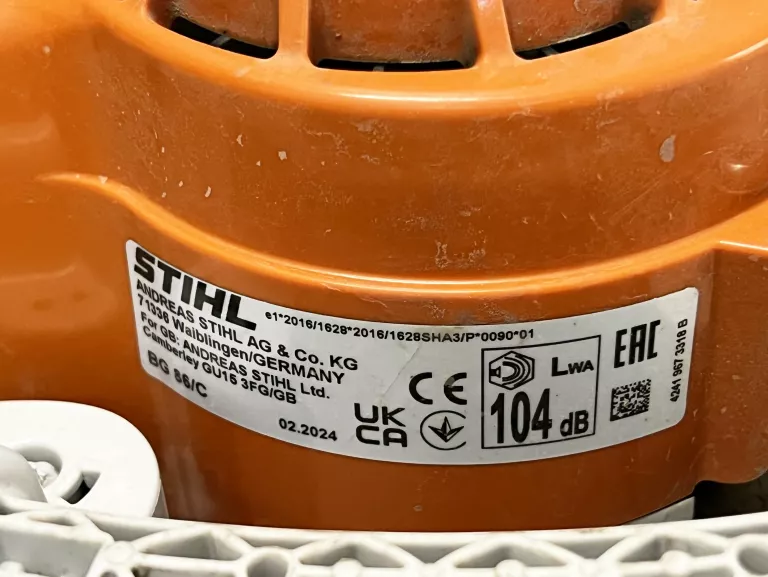 STIHL
e1*2016/1628*2016/1628SHA3/P*0090*01
ANDREAS STIHL AG & Co. KG
71336 Waiblingen/GERMANY
For GB: ANDREAS STIHL Ltd.
Camberley GU15 3FG/GB
BG 86/C
02.2024
CE
UK
CA
LWA
104 dB
EAC
4241 967 3318 B